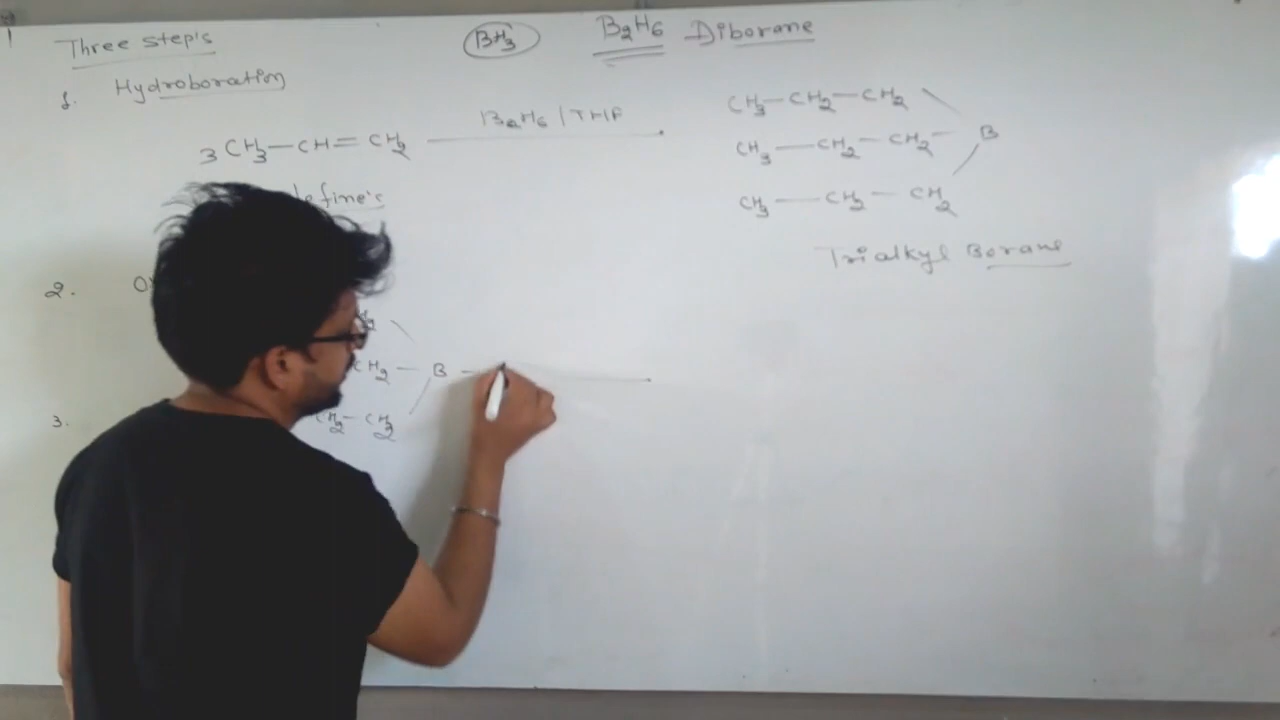 Three step's
BH3
B2H6 Diborane
1. Hydroboration
3 CH3—CH=CH2
B2H6 / THF
CH3—CH2—CH2
CH3—CH2—CH2—B
CH3—CH2—CH2
Trialkyl Borane
2.
CH2—B
3.
CH2—CH2